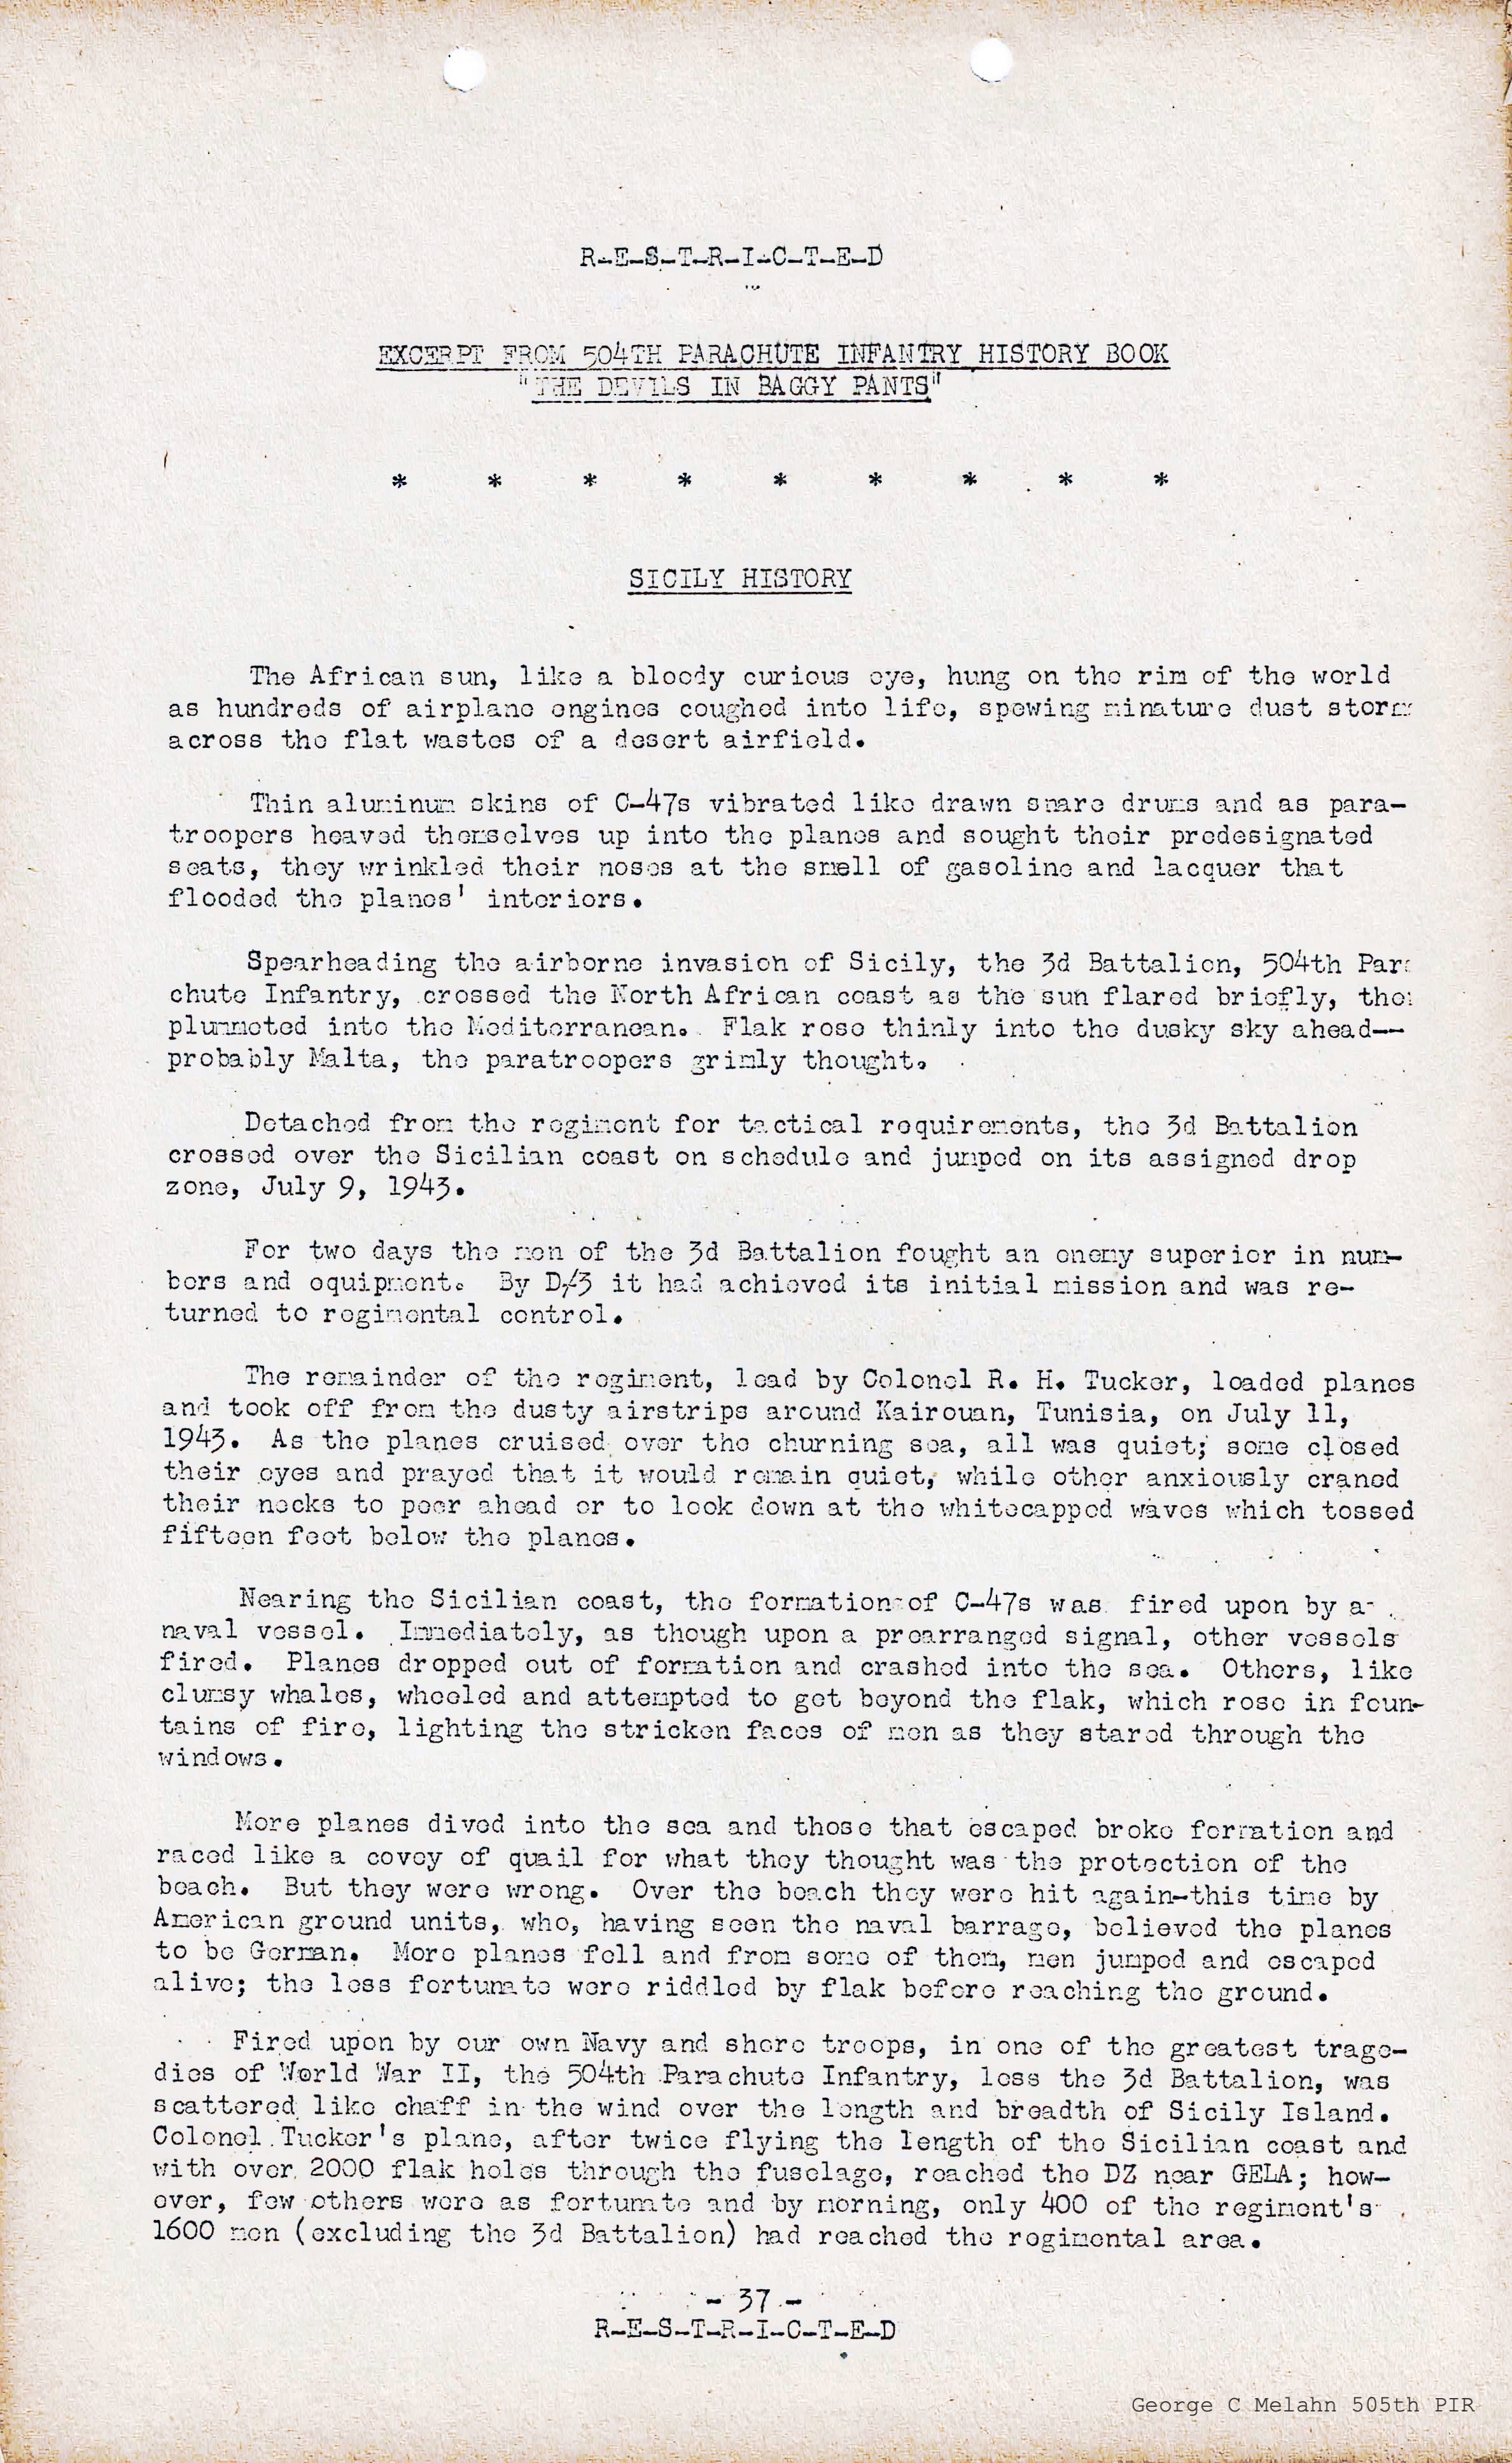 R-E-S-T-R-I-C-T-E-D
EXCERPT FROM 504TH PARACHUTE INFANTRY HISTORY BOOK
"THE DEVILS IN BAGGY PANTS"
* * * * * * * * *
SICILY HISTORY
The African sun, like a bloody curious eye, hung on the rim of the world
as hundreds of airplane engines coughed into life, spewing minature dust storms
across the flat wastes of a desert airfield.
Thin aluminum skins of C-47s vibrated like drawn snare drums and as para-
troopers heaved themselves up into the planes and sought their predesignated
seats, they wrinkled their noses at the smell of gasoline and lacquer that
flooded the planes' interiors.
Spearheading the airborne invasion of Sicily, the 3d Battalion, 504th Para
chute Infantry, crossed the North African coast as the sun flared briefly, then
plummeted into the Mediterranean. Flak rose thinly into the dusky sky ahead--
probably Malta, the paratroopers grimly thought.
Detached from the regiment for tactical requirements, the 3d Battalion
crossed over the Sicilian coast on schedule and jumped on its assigned drop
zone, July 9, 1943.
For two days the men of the 3d Battalion fought an enemy superior in num-
bers and equipment. By D/3 it had achieved its initial mission and was re-
turned to regimental control.
The remainder of the regiment, lead by Colonel R. H. Tucker, loaded planes
and took off from the dusty airstrips around Kairouan, Tunisia, on July 11,
1943. As the planes cruised over the churning sea, all was quiet; some closed
their eyes and prayed that it would remain quiet, while other anxiously craned
their necks to peer ahead or to look down at the whitecapped waves which tossed
fifteen feet below the planes.
Nearing the Sicilian coast, the formation of C-47s was fired upon by a
naval vessel. Immediately, as though upon a prearranged signal, other vessels
fired. Planes dropped out of formation and crashed into the sea. Others, like
clumsy whales, wheeled and attempted to get beyond the flak, which rose in foun-
tains of fire, lighting the stricken faces of men as they stared through the
windows.
More planes dived into the sea and those that escaped broke formation and
raced like a covey of quail for what they thought was the protection of the
beach. But they were wrong. Over the beach they were hit again-this time by
American ground units, who, having seen the naval barrage, believed the planes
to be German. More planes fell and from some of them, men jumped and escaped
alive; the less fortunate were riddled by flak before reaching the ground.
Fired upon by our own Navy and shore troops, in one of the greatest trage-
dies of World War II, the 504th Parachute Infantry, less the 3d Battalion, was
scattered like chaff in the wind over the length and breadth of Sicily Island.
Colonel Tucker's plane, after twice flying the length of the Sicilian coast and
with over 2000 flak holes through the fuselage, reached the DZ near GELA; how-
ever, few others were as fortunate and by morning, only 400 of the regiment's
1600 men (excluding the 3d Battalion) had reached the regimental area.
- 37 -
R-E-S-T-R-I-C-T-E-D
George C Melahn 505th PIR